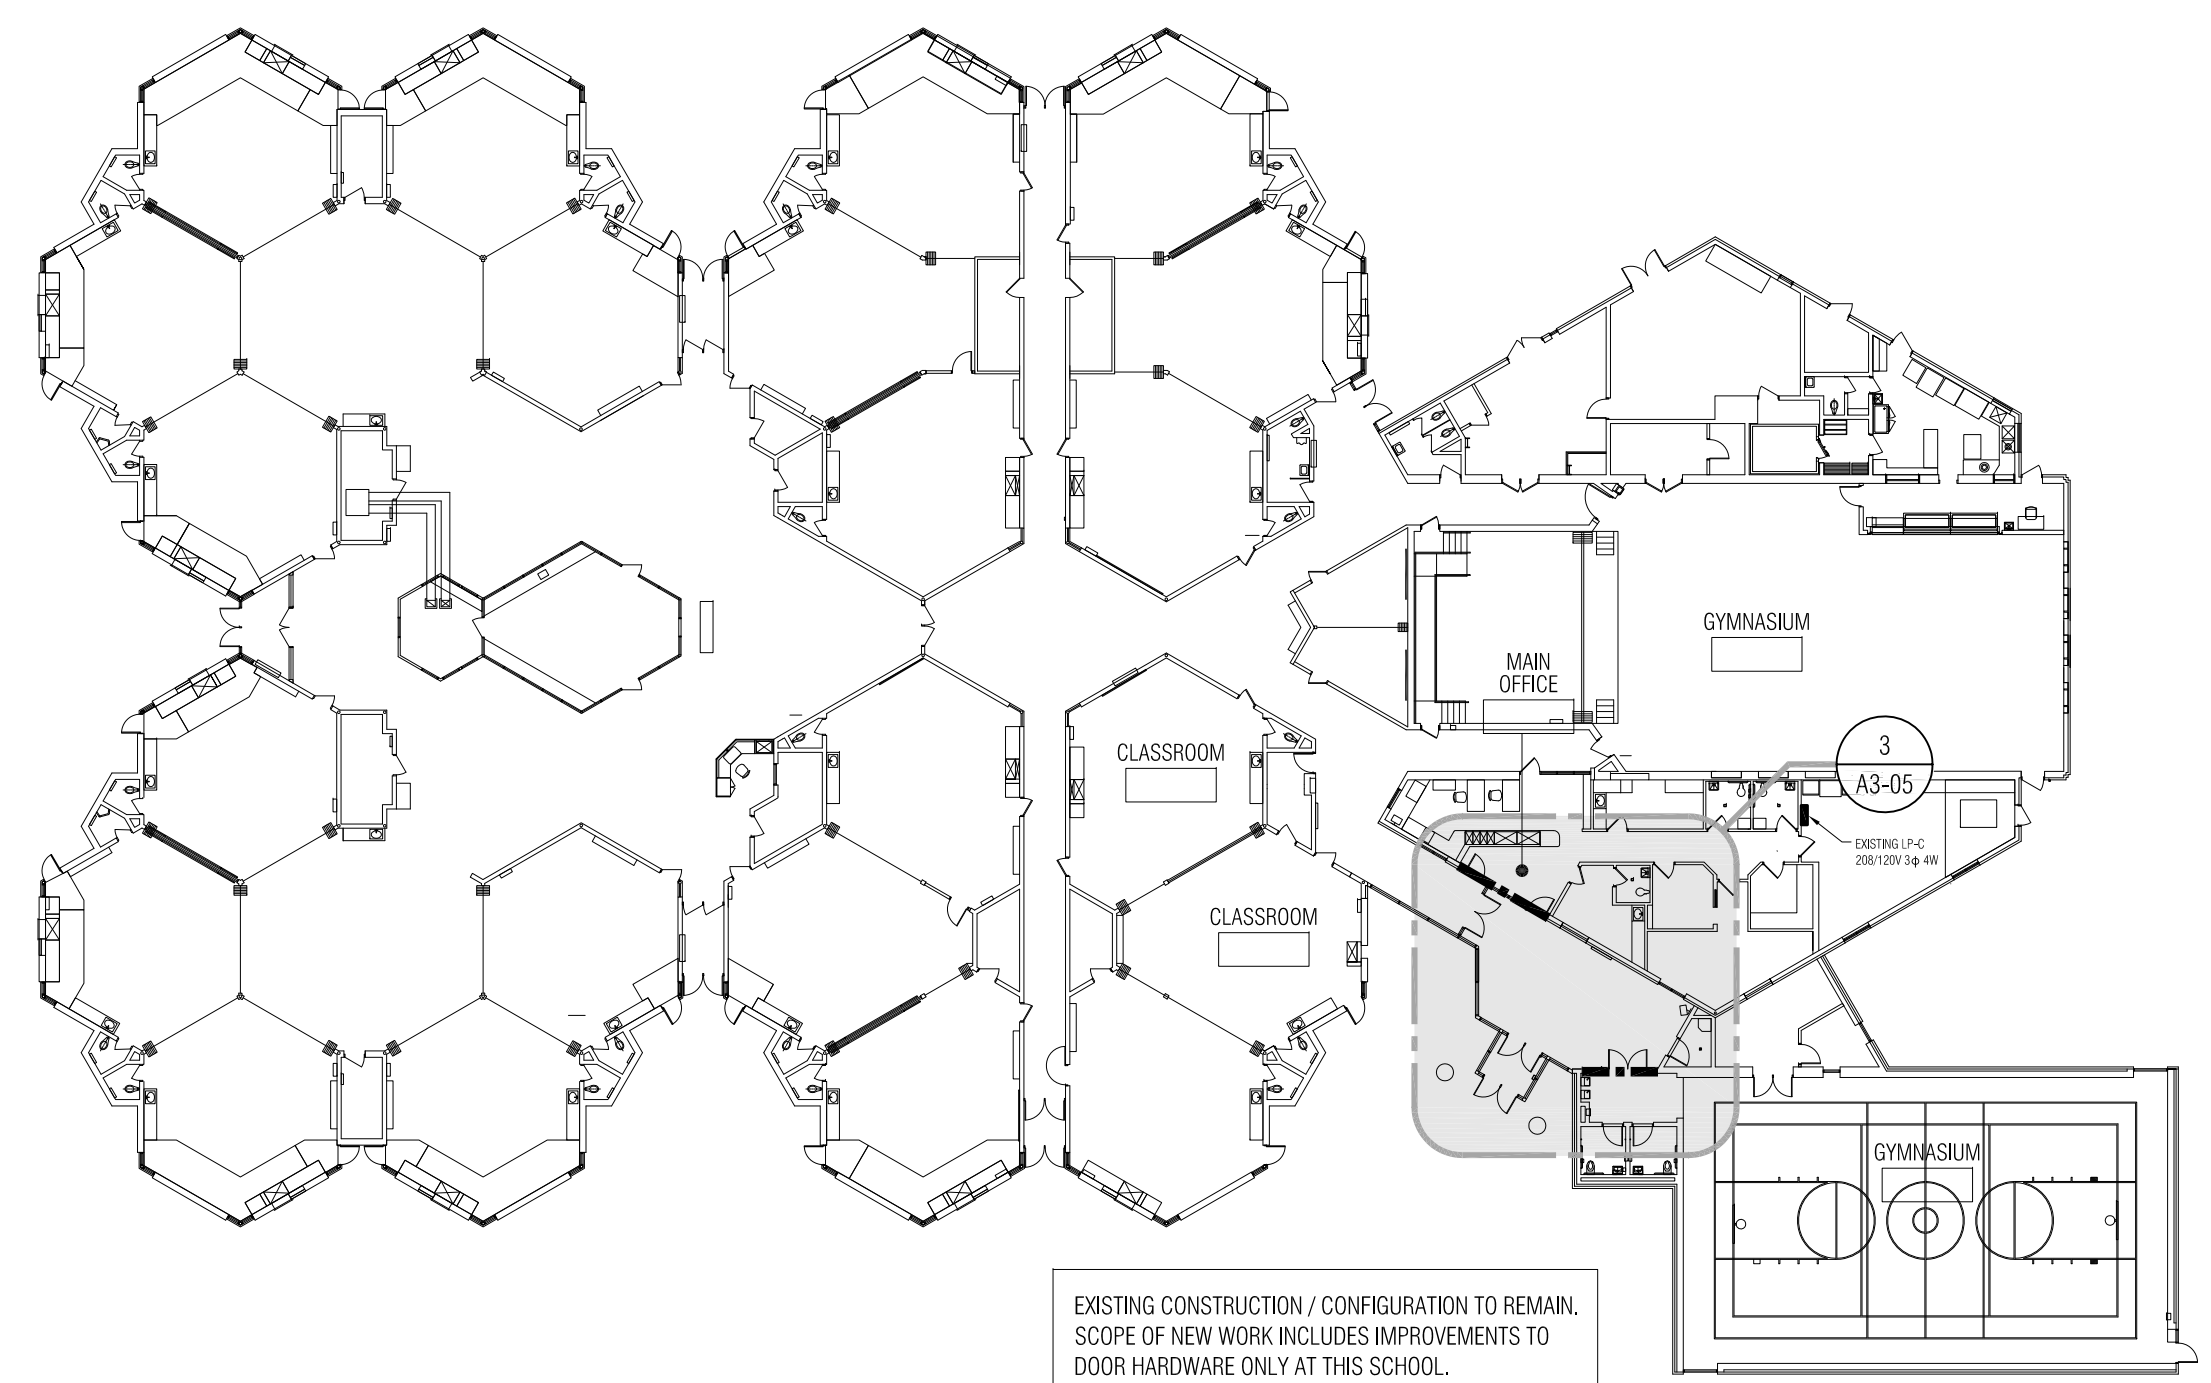 GYMNASIUM
MAIN
OFFICE
3
A3-05
CLASSROOM
EXISTING LP-C
208/120V 3ϕ 4W
CLASSROOM
GYMNASIUM
EXISTING CONSTRUCTION / CONFIGURATION TO REMAIN.
SCOPE OF NEW WORK INCLUDES IMPROVEMENTS TO
DOOR HARDWARE ONLY AT THIS SCHOOL.